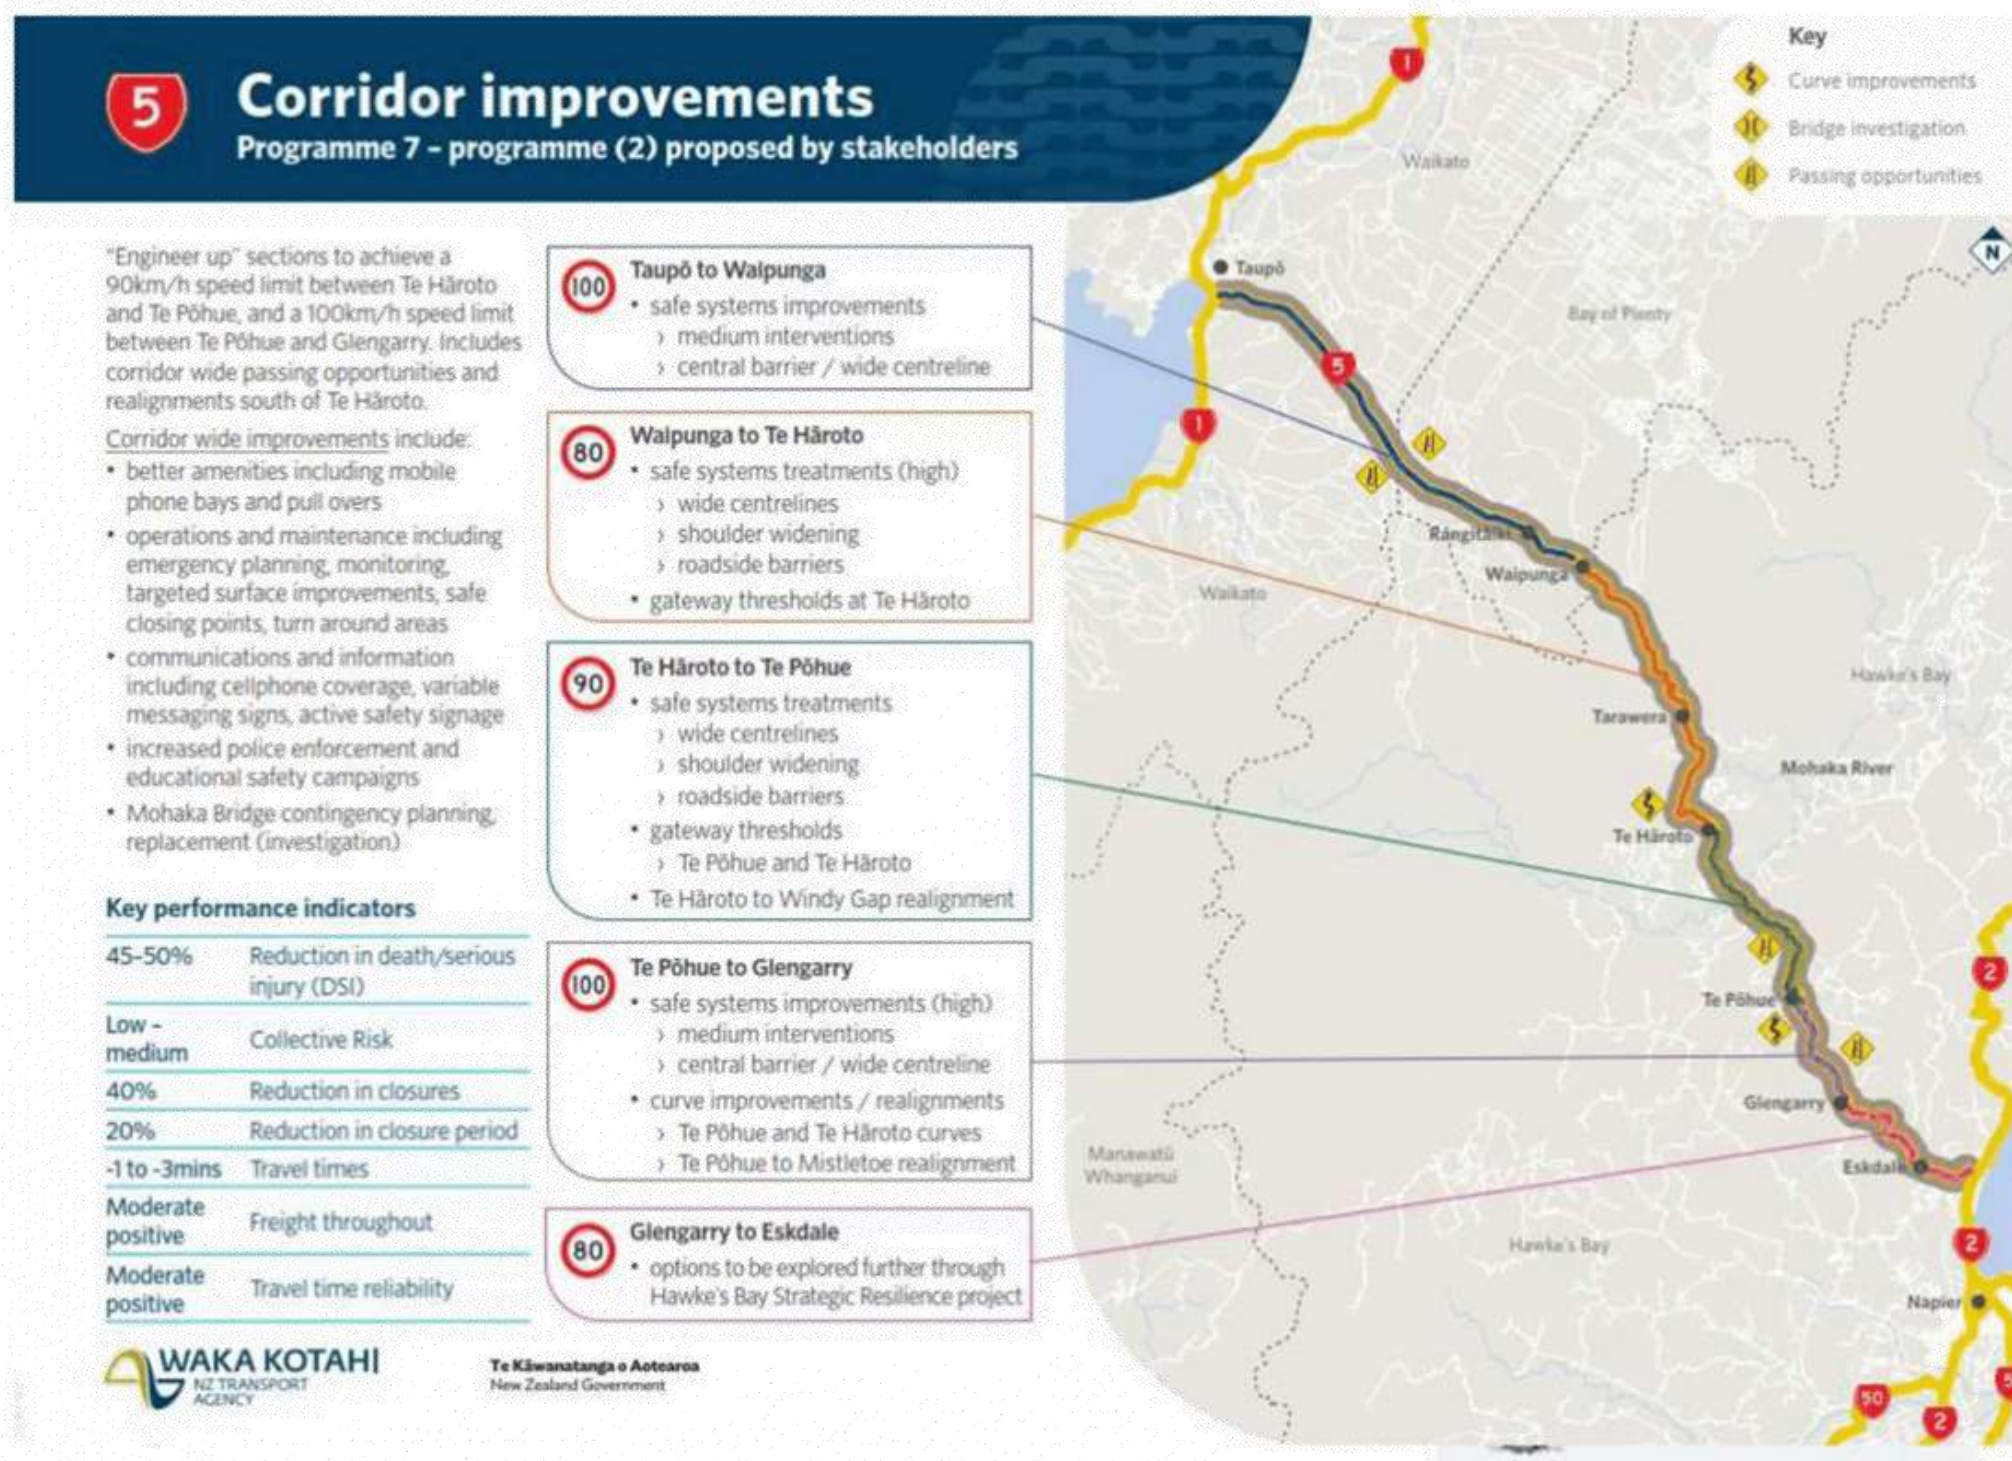 5
Corridor improvements
Programme 7 – programme (2) proposed by stakeholders
"Engineer up" sections to achieve a
90km/h speed limit between Te Hāroto
and Te Pōhue, and a 100km/h speed limit
between Te Pōhue and Glengarry. Includes
corridor wide passing opportunities and
realignments south of Te Hāroto.
Corridor wide improvements include:
• better amenities including mobile
phone bays and pull overs
• operations and maintenance including
emergency planning, monitoring,
targeted surface improvements, safe
closing points, turn around areas
• communications and information
including cellphone coverage, variable
messaging signs, active safety signage
• increased police enforcement and
educational safety campaigns
• Mohaka Bridge contingency planning,
replacement (investigation)
Key performance indicators
45–50% Reduction in death/serious
injury (DSI)
Low –
medium Collective Risk
40% Reduction in closures
20% Reduction in closure period
-1 to -3mins Travel times
Moderate
positive Freight throughout
Moderate
positive Travel time reliability
WAKA KOTAHI
NZ TRANSPORT
AGENCY
Te Kāwanatanga o Aotearoa
New Zealand Government
100
Taupō to Waipunga
• safe systems improvements
› medium interventions
› central barrier / wide centreline
80
Waipunga to Te Hāroto
• safe systems treatments (high)
› wide centrelines
› shoulder widening
› roadside barriers
• gateway thresholds at Te Hāroto
90
Te Hāroto to Te Pōhue
• safe systems treatments
› wide centrelines
› shoulder widening
› roadside barriers
• gateway thresholds
› Te Pōhue and Te Hāroto
• Te Hāroto to Windy Gap realignment
100
Te Pōhue to Glengarry
• safe systems improvements (high)
› medium interventions
› central barrier / wide centreline
• curve improvements / realignments
› Te Pōhue and Te Hāroto curves
› Te Pōhue to Mistletoe realignment
80
Glengarry to Eskdale
• options to be explored further through
Hawke's Bay Strategic Resilience project
Key
Curve improvements
Bridge investigation
Passing opportunities
N
1
Waikato
Taupō
Bay of Plenty
5
1
Rangitāiki
Waipunga
Waikato
Hawke's Bay
Tarawera
Mohaka River
Te Hāroto
2
Te Pōhue
Glengarry
Manawatū
Whanganui
Eskdale
Hawke's Bay
2
Napier
50
2
5